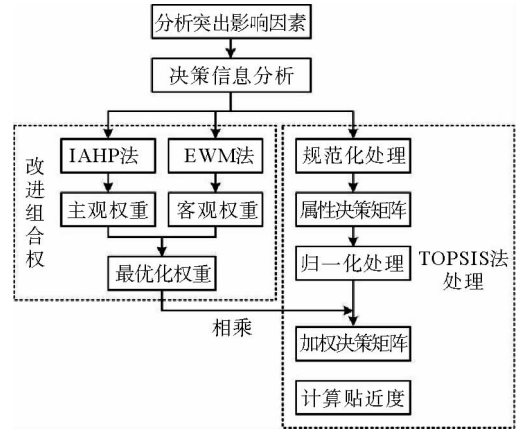 分析突出影响因素
决策信息分析
改进组合权
IAHP法
EWM法
主观权重
客观权重
最优化权重
相乘
规范化处理
属性决策矩阵
归一化处理
TOPSIS法
处理
加权决策矩阵
计算贴近度